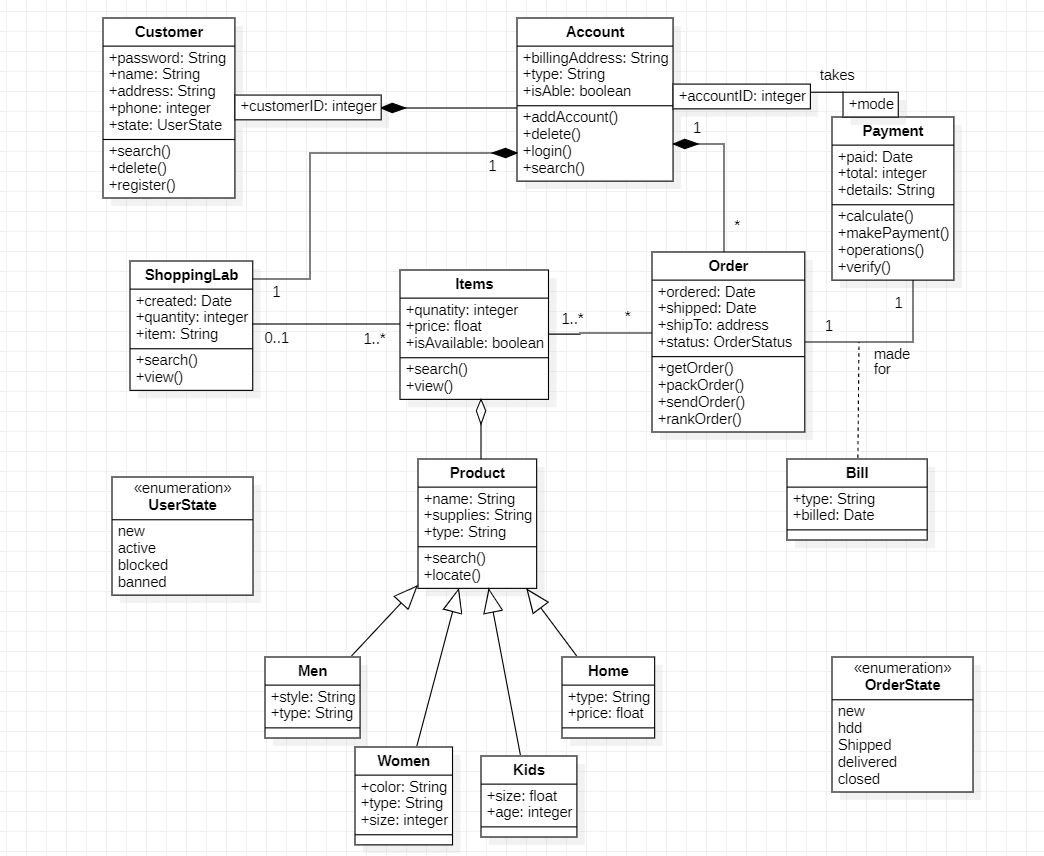 Customer
+password: String
+name: String
+address: String
+phone: integer
+state: UserState
+search()
+delete()
+register()
+customerID: integer
Account
+billingAddress: String
+type: String
+isAble: boolean
+addAccount()
+delete()
+login()
+search()
+accountID: integer
takes
+mode
Payment
+paid: Date
+total: integer
+details: String
+calculate()
+makePayment()
+operations()
+verify()
1
1
*
ShoppingLab
+created: Date
+quantity: integer
+item: String
+search()
+view()
1
0..1
1..*
Items
+qunatity: integer
+price: float
+isAvailable: boolean
+search()
+view()
1..*
*
Order
+ordered: Date
+shipped: Date
+shipTo: address
+status: OrderStatus
+getOrder()
+packOrder()
+sendOrder()
+rankOrder()
1
1
made
for
Product
+name: String
+supplies: String
+type: String
+search()
+locate()
Bill
+type: String
+billed: Date
«enumeration»
UserState
new
active
blocked
banned
Men
+style: String
+type: String
Women
+color: String
+type: String
+size: integer
Kids
+size: float
+age: integer
Home
+type: String
+price: float
«enumeration»
OrderState
new
hdd
Shipped
delivered
closed